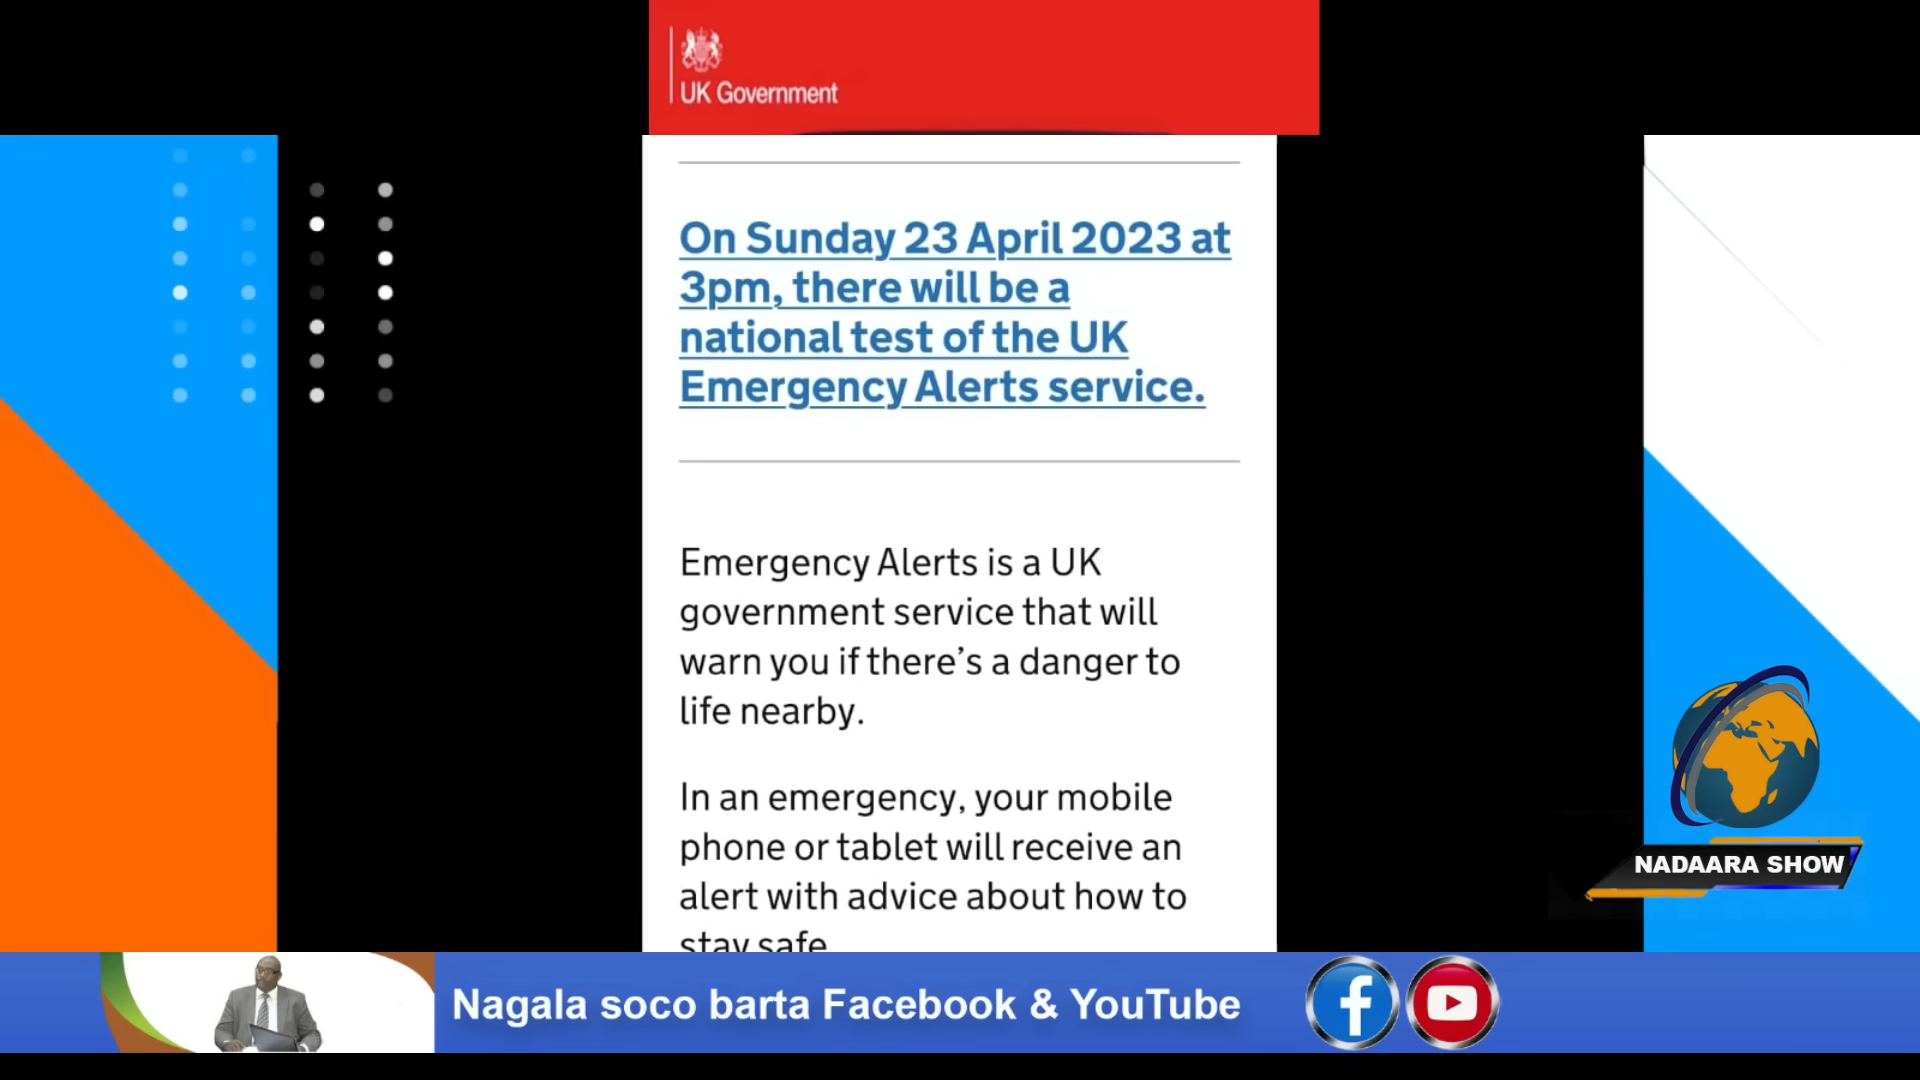 UK Government
On Sunday 23 April 2023 at
3pm, there will be a
national test of the UK
Emergency Alerts service.
Emergency Alerts is a UK
government service that will
warn you if there's a danger to
life nearby.
In an emergency, your mobile
phone or tablet will receive an
alert with advice about how to
stay safe
NADAARA SHOW
Nagala soco barta Facebook & YouTube